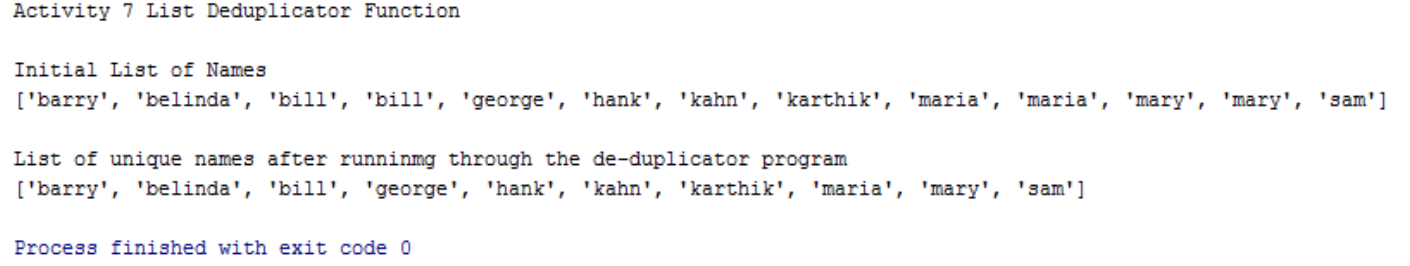 Activity 7 List Deduplicator Function
Initial List of Names
['barry', 'belinda', 'bill', 'bill', 'george', 'hank', 'kahn', 'karthik', 'maria', 'maria', 'mary', 'mary', 'sam']
List of unique names after runninmg through the de-duplicator program
['barry', 'belinda', 'bill', 'george', 'hank', 'kahn', 'karthik', 'maria', 'mary', 'sam']
Process finished with exit code 0